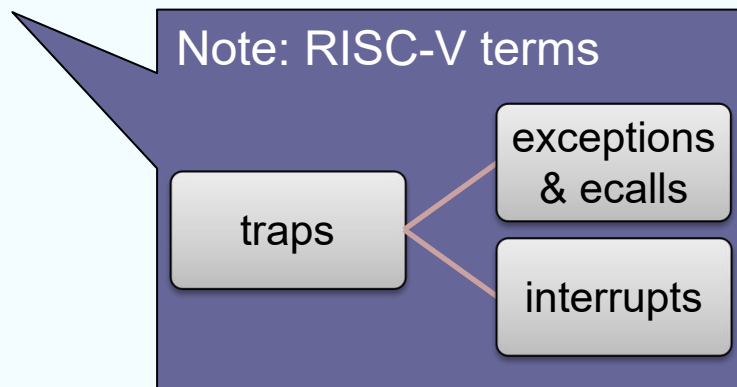 Note: RISC-V terms
exceptions
& ecalls
traps
interrupts